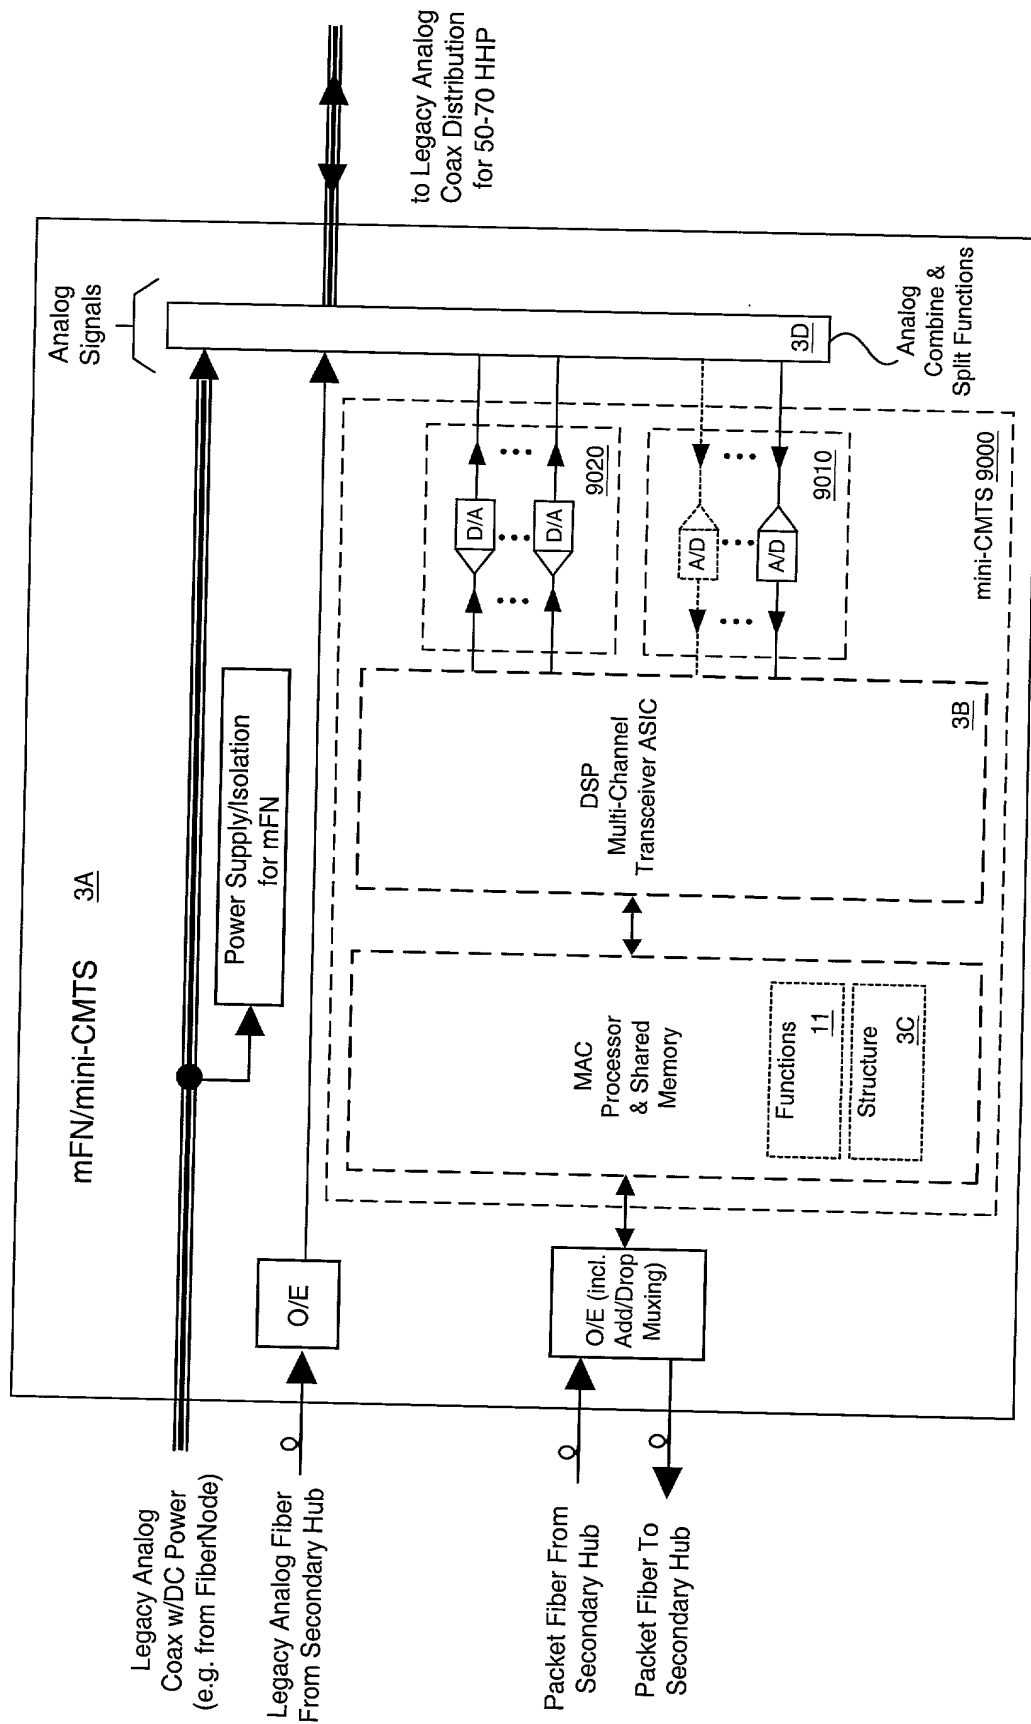 mFN/mini-CMTS 3A
Analog
Signals
Legacy Analog
Coax w/DC Power
(e.g. from FiberNode)
Power Supply/Isolation
for mFN
to Legacy Analog
Coax Distribution
for 50-70 HHP
Legacy Analog Fiber
From Secondary Hub
O/E
Packet Fiber From
Secondary Hub
Packet Fiber To
Secondary Hub
O/E (incl.
Add/Drop
Muxing)
MAC
Processor
& Shared
Memory
Functions
11
Structure
3C
DSP
Multi-Channel
Transceiver ASIC
3B
D/A
D/A
9020
A/D
A/D
9010
mini-CMTS 9000
3D
Analog
Combine &
Split Functions